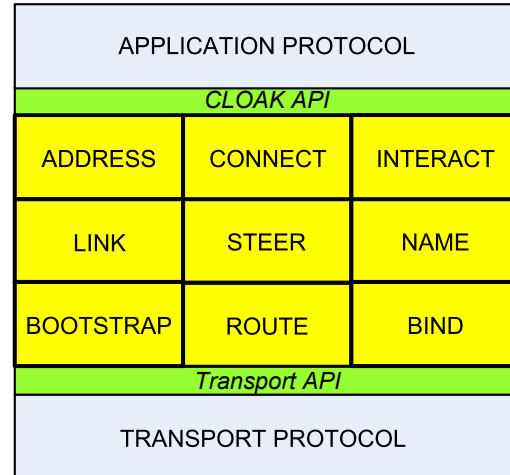 APPLICATION PROTOCOL
CLOAK API
ADDRESS CONNECT INTERACT
LINK STEER NAME
BOOTSTRAP ROUTE BIND
Transport API
TRANSPORT PROTOCOL